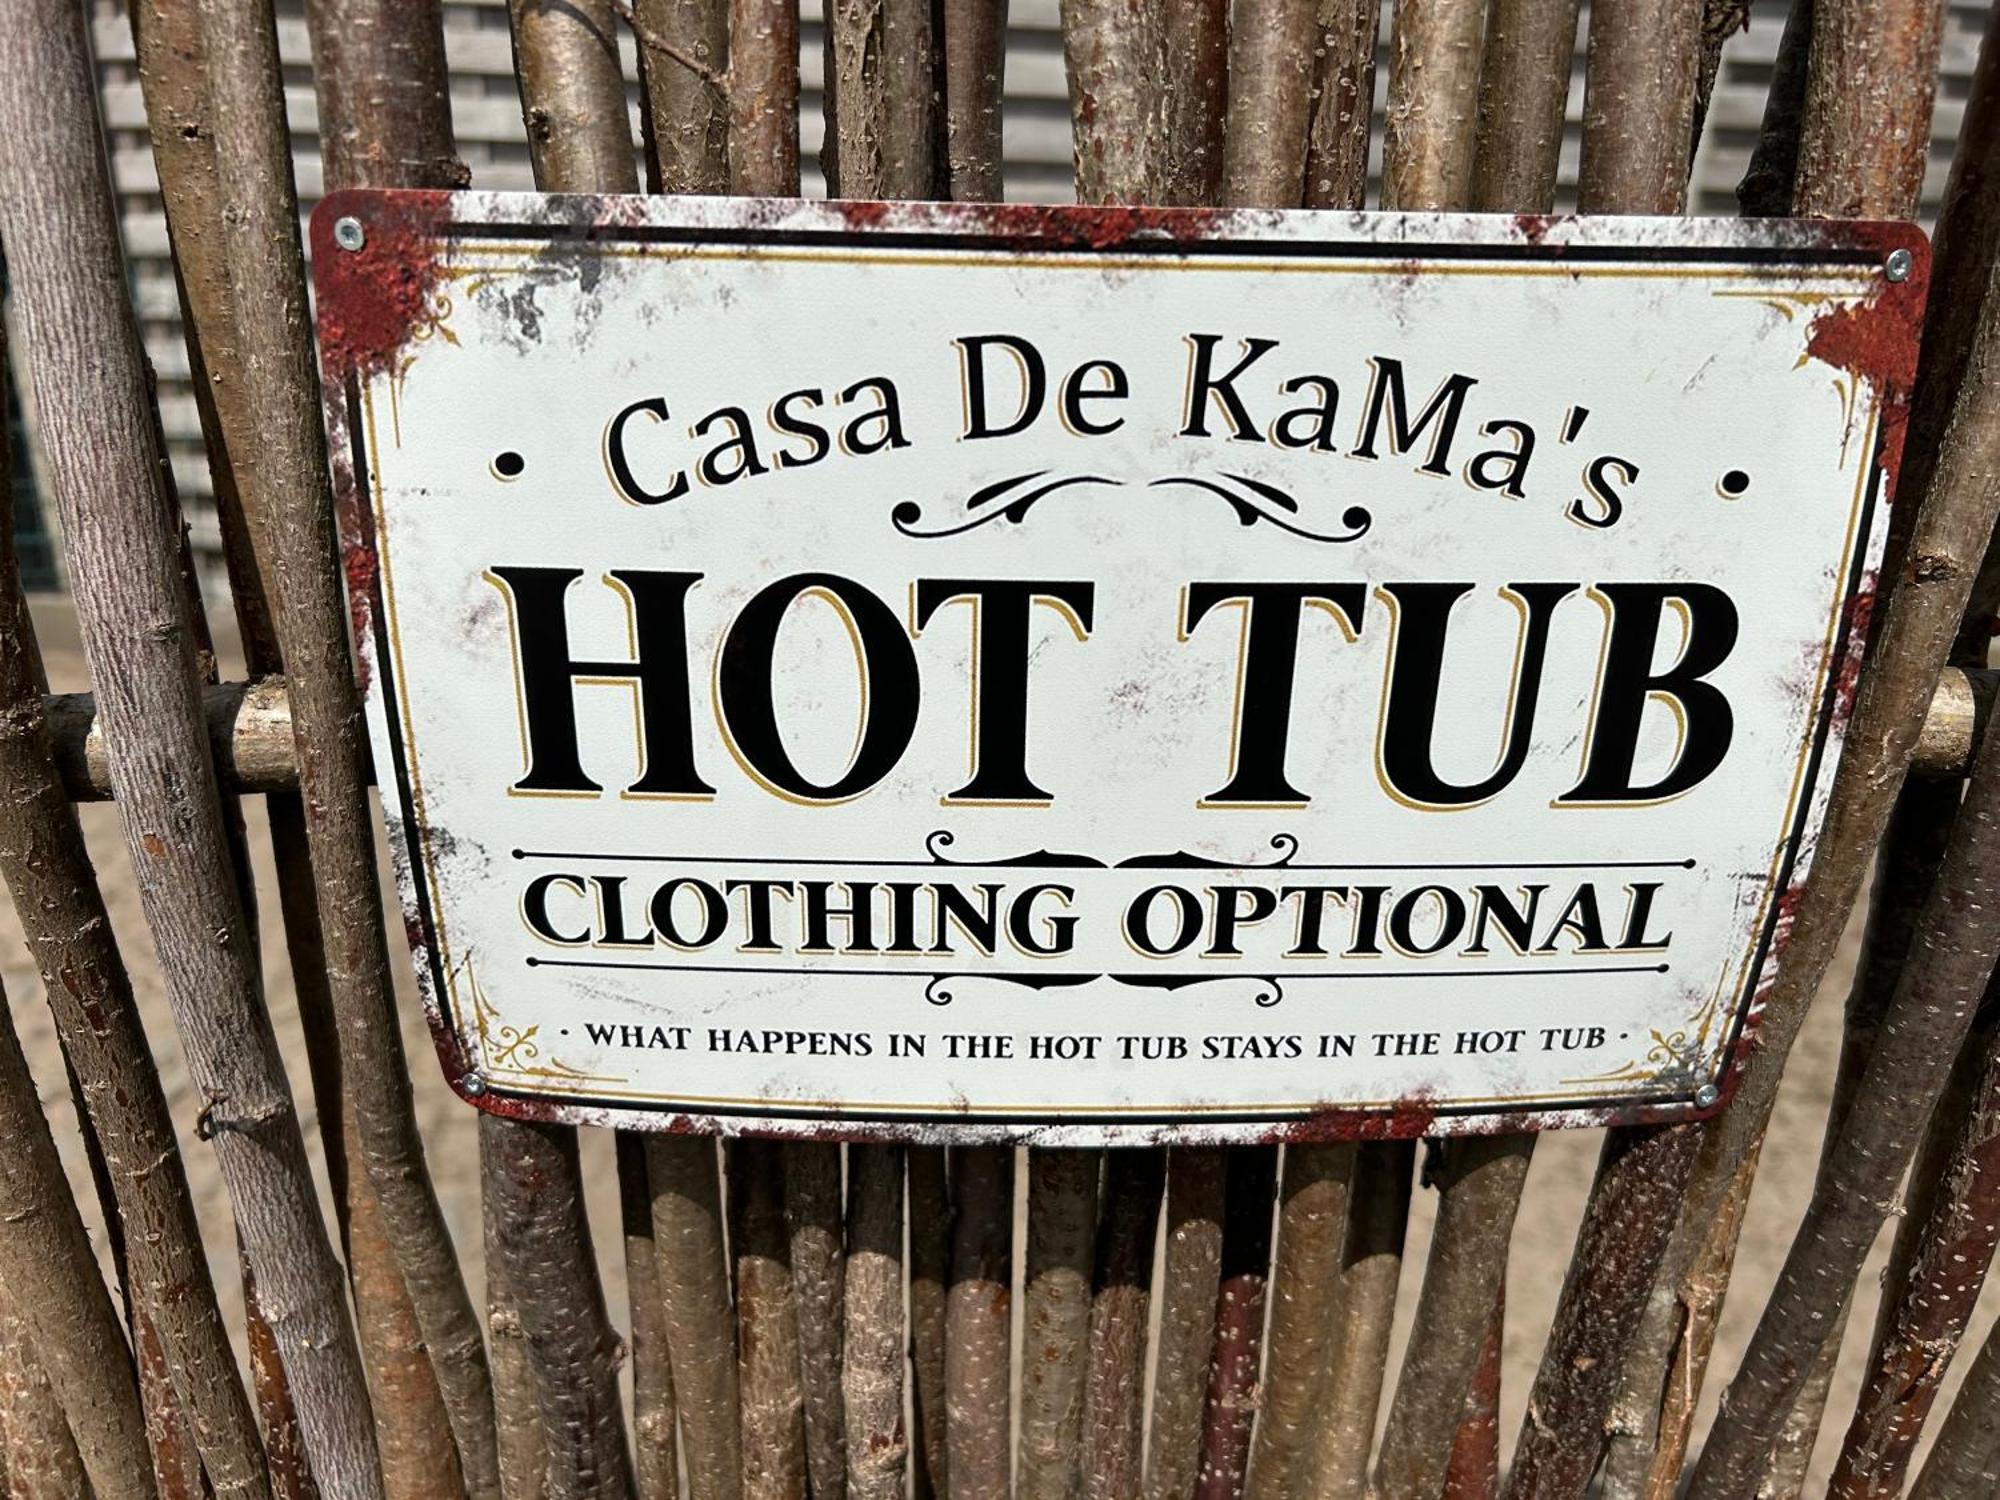 • Casa De KaMa's •
HOT TUB
CLOTHING OPTIONAL
• WHAT HAPPENS IN THE HOT TUB STAYS IN THE HOT TUB •